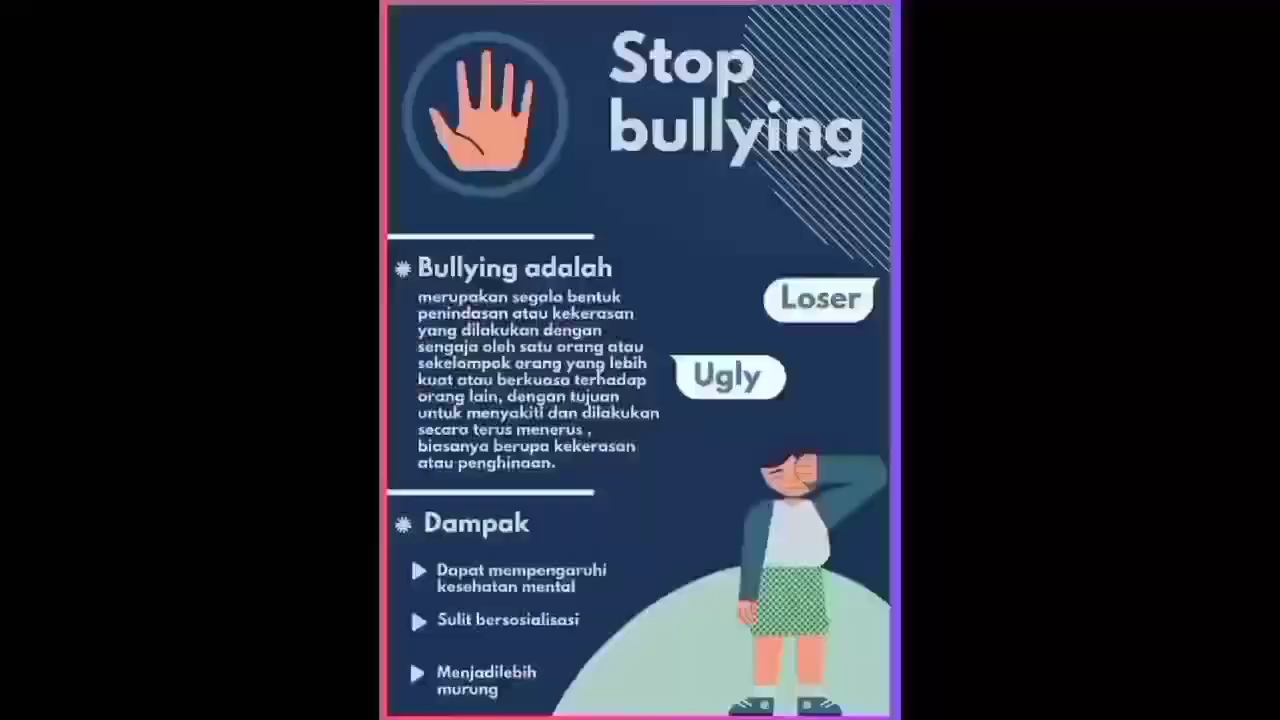 Stop
bullying
Bullying adalah
merupakan segala bentuk
penindasan atau kekerasan
yang dilakukan dengan
sengaja oleh satu orang atau
sekelompok orang yang lebih
kuat atau berkuasa terhadap
orang lain, dengan tujuan
untuk menyakiti dan dilakukan
secara terus menerus ,
biasanya berupa kekerasan
atau penghinaan.
Loser
Ugly
Dampak
Dapat mempengaruhi
kesehatan mental
Sulit bersosialisasi
Menjadilebih
murung